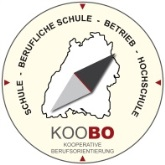 SCHULE - BERUFLICHE SCHULE - BETRIEB - HOCHSCHULE
KOOBO
KOOPERATIVE
BERUFSORIENTIERUNG